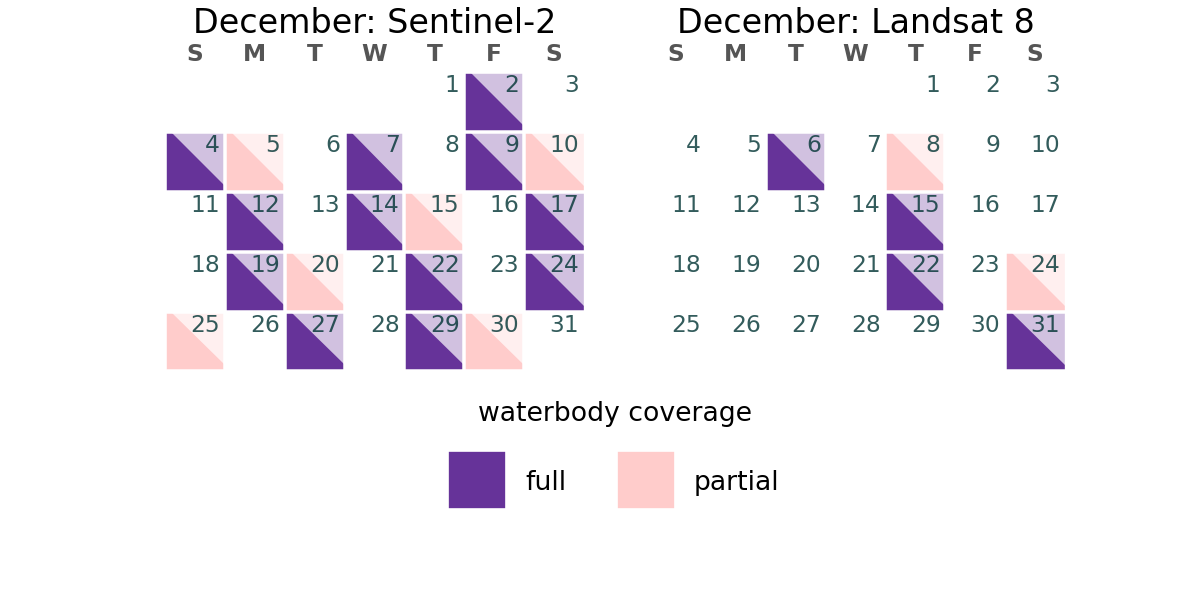 December: Sentinel-2
S M T W T F S
1 2 3
4 5 6 7 8 9 10
11 12 13 14 15 16 17
18 19 20 21 22 23 24
25 26 27 28 29 30 31
December: Landsat 8
S M T W T F S
1 2 3
4 5 6 7 8 9 10
11 12 13 14 15 16 17
18 19 20 21 22 23 24
25 26 27 28 29 30 31
waterbody coverage
full partial